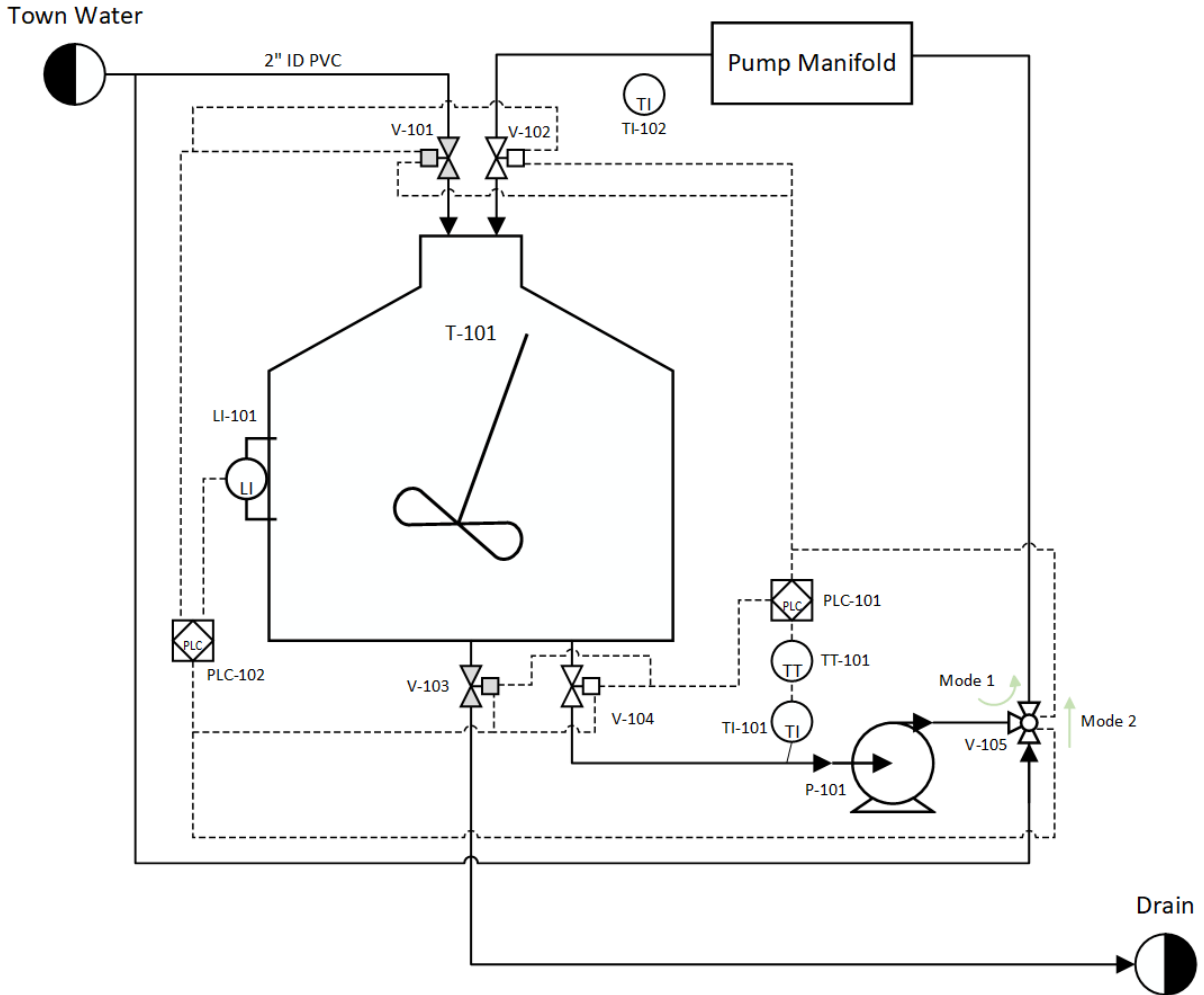 Town Water
2" ID PVC
Pump Manifold
TI
TI-102
V-101
V-102
T-101
LI-101
LI
PLC
PLC-101
PLC
PLC-102
TT
TT-101
V-103
V-104
TI-101
TI
Mode 1
Mode 2
V-105
P-101
Drain